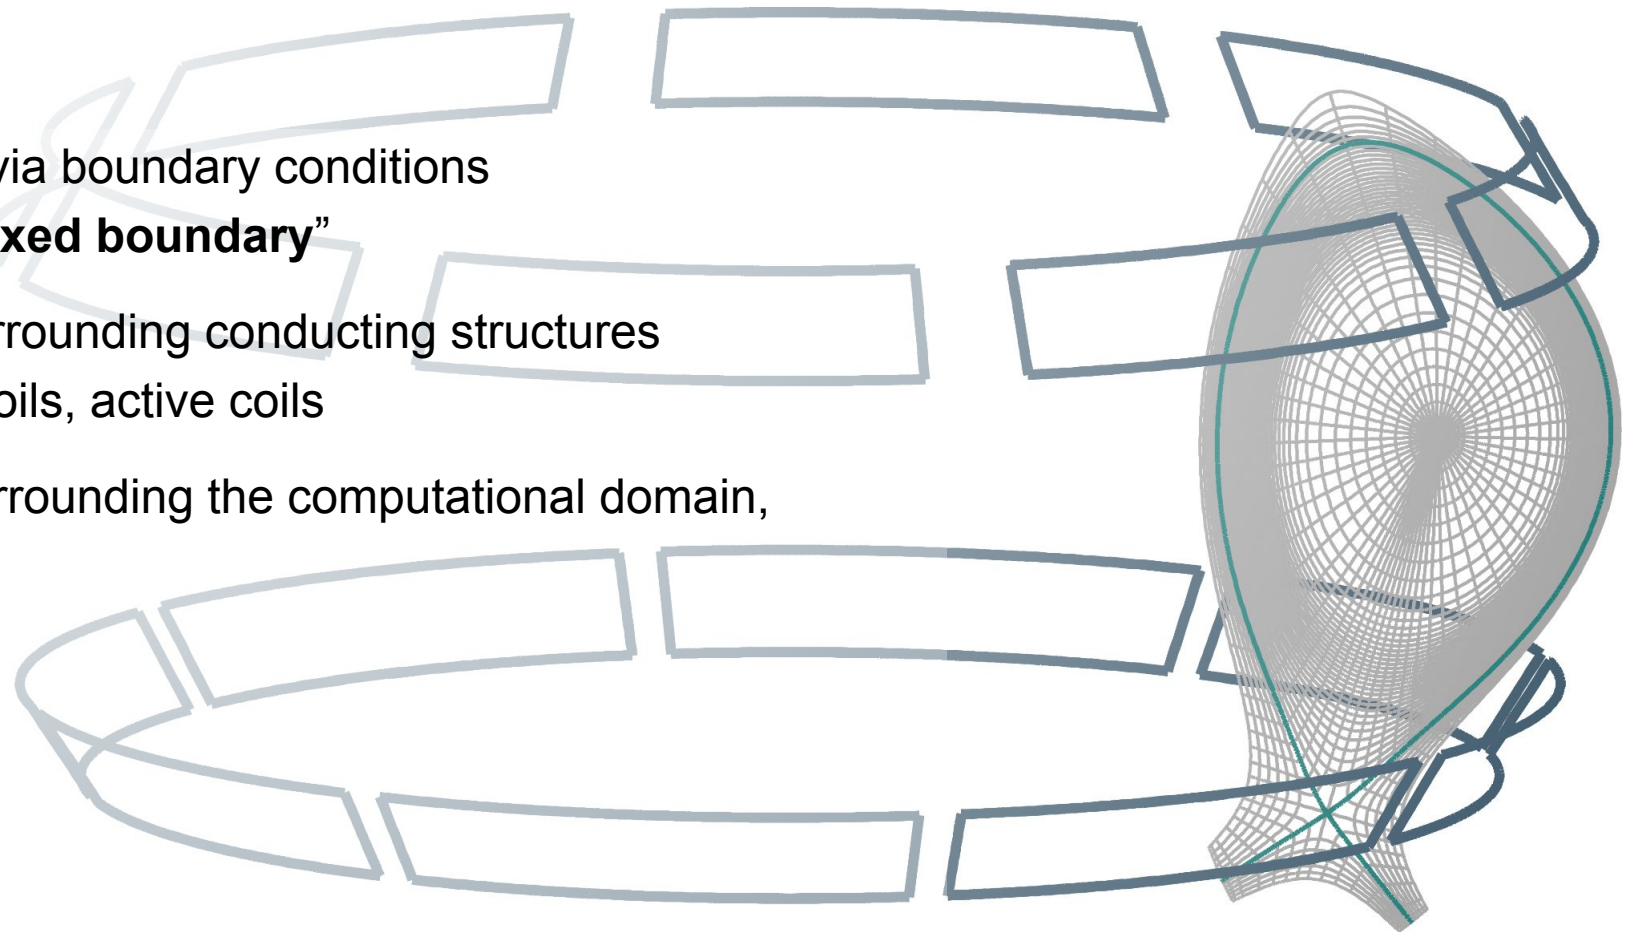 via boundary conditions
xed boundary”
rrounding conducting structures
oils, active coils
rrounding the computational domain,